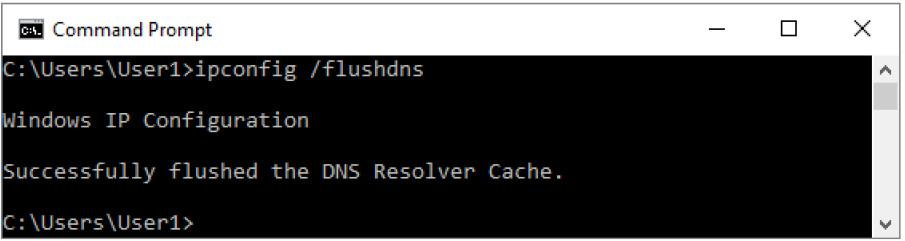 Command Prompt
C:\Users\User1>ipconfig /flushdns
Windows IP Configuration
Successfully flushed the DNS Resolver Cache.
C:\Users\User1>